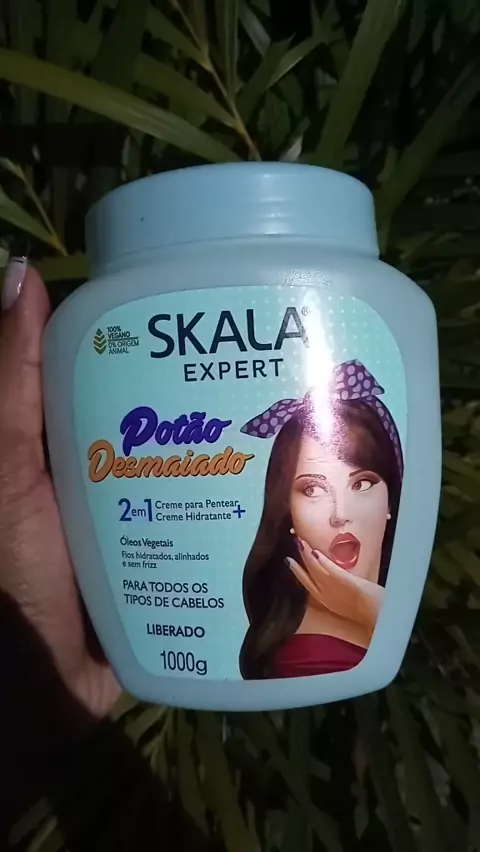 100%
VEGANO
0% ORIGEM
ANIMAL
SKALA®
EXPERT
Potão
Desmaiado
2em1 Creme para Pentear
Creme Hidratante +
Óleos Vegetais
Fios hidratados, alinhados
e sem frizz
PARA TODOS OS
TIPOS DE CABELOS
LIBERADO
1000g